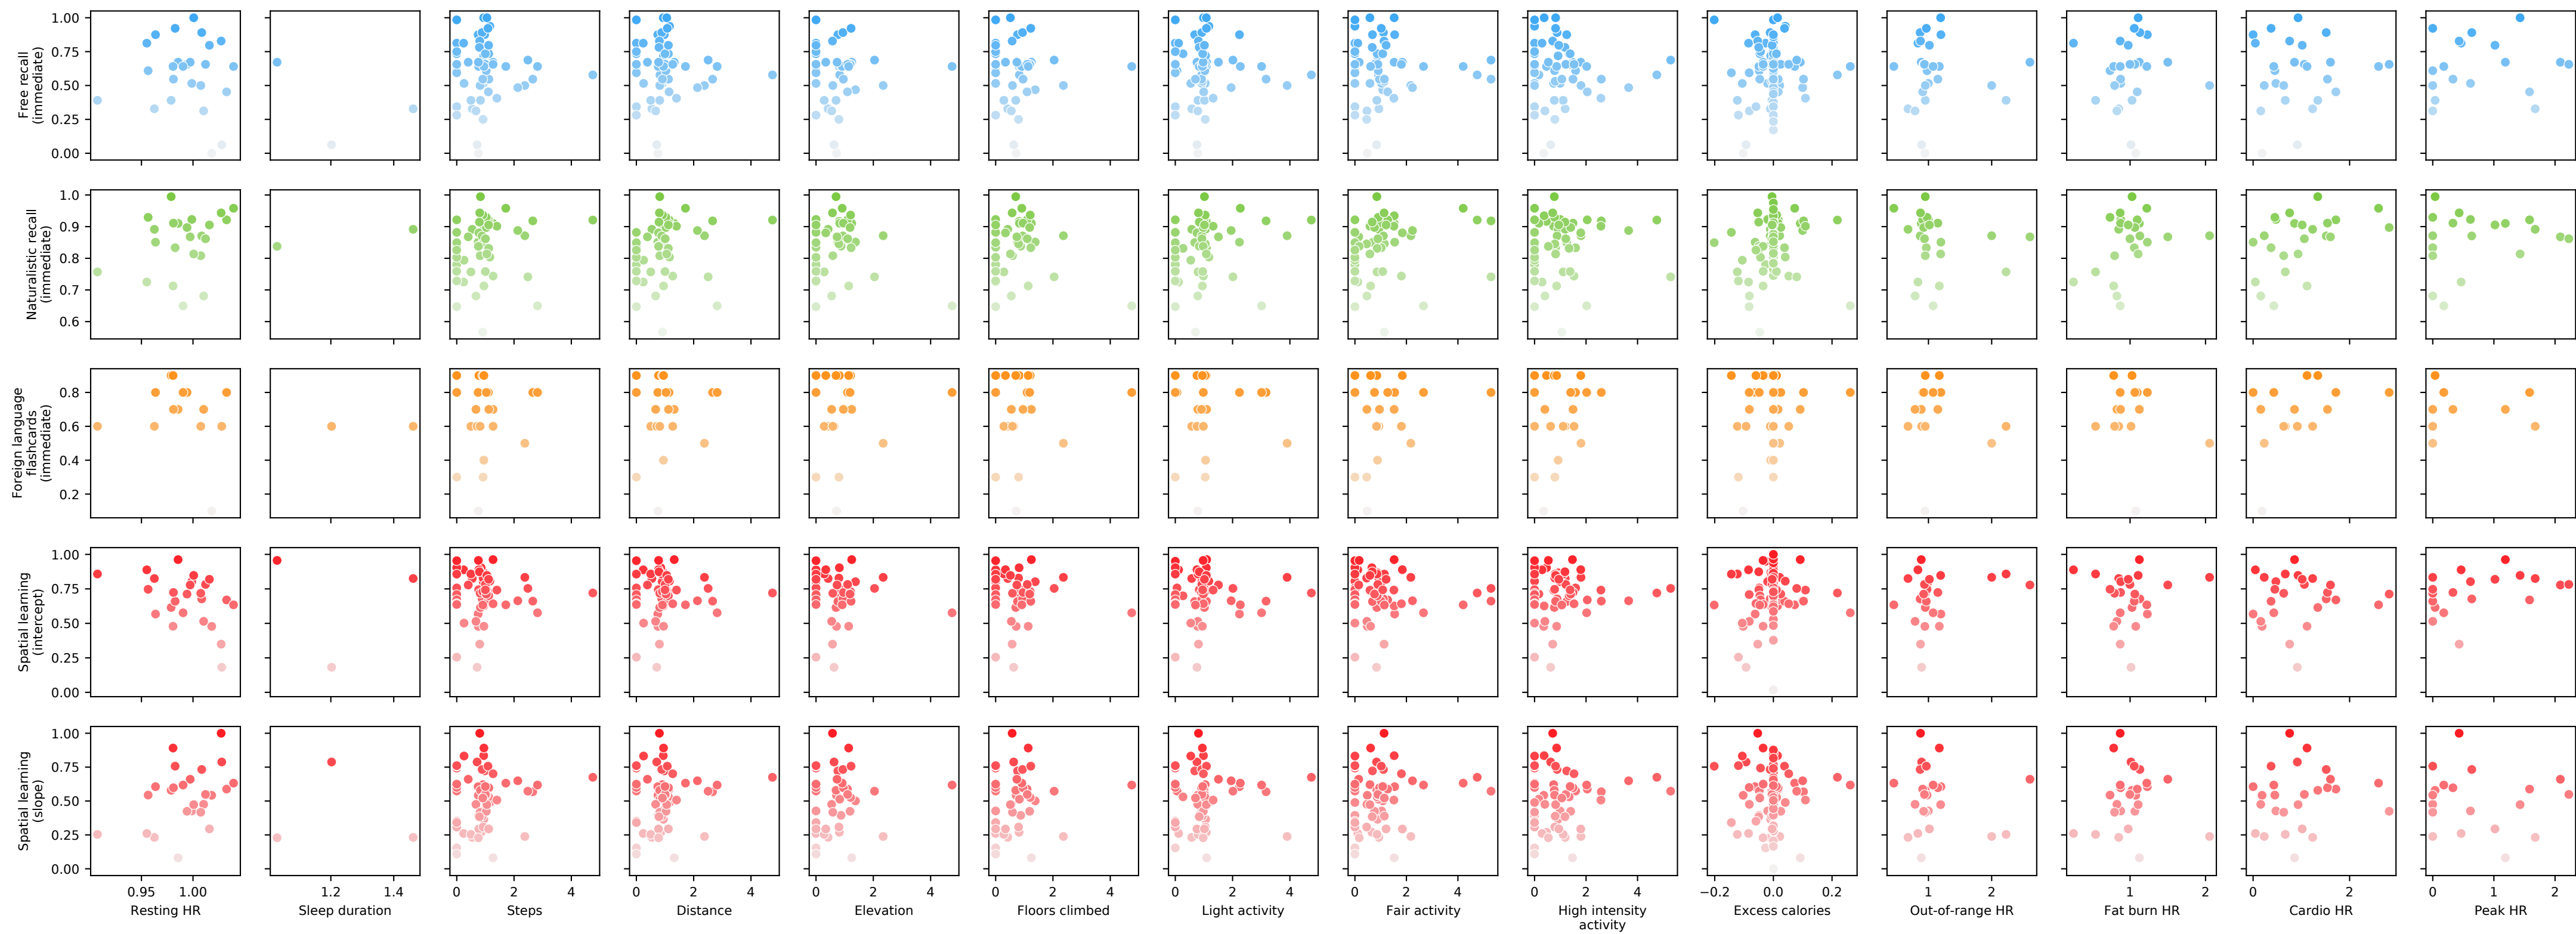 Free recall
(immediate)
1.00
0.75
0.50
0.25
0.00
Naturalistic recall
(immediate)
1.0
0.9
0.8
0.7
0.6
Foreign language
flashcards
(immediate)
0.8
0.6
0.4
0.2
Spatial learning
(intercept)
1.00
0.75
0.50
0.25
0.00
Spatial learning
(slope)
1.00
0.75
0.50
0.25
0.00
0.95 1.00
Resting HR
1.2 1.4
Sleep duration
0 2 4
Steps
0 2 4
Distance
0 2 4
Elevation
0 2 4
Floors climbed
0 2 4
Light activity
0 2 4
Fair activity
0 2 4
High intensity
activity
−0.2 0.0 0.2
Excess calories
1 2
Out-of-range HR
1 2
Fat burn HR
0 2
Cardio HR
0 1 2
Peak HR